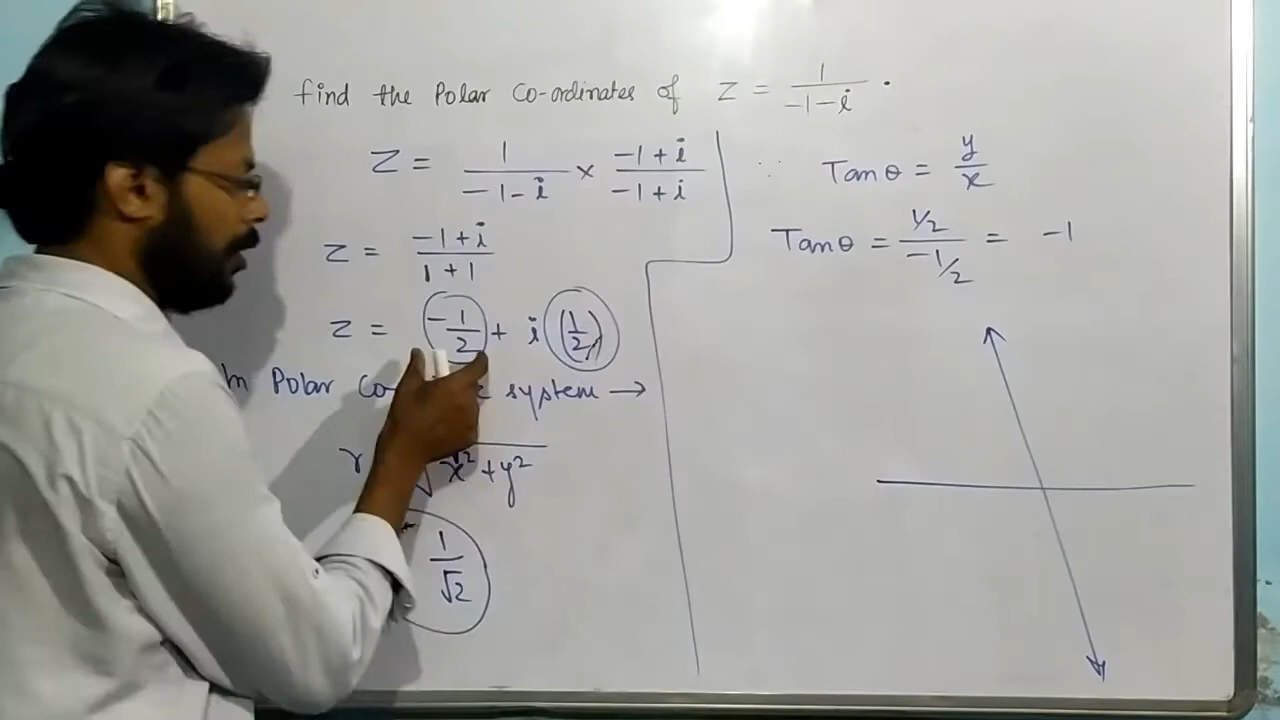 find the Polar Co-ordinates of z = 1/(-1-i) .
z = 1/(-1-i) × (-1+i)/(-1+i)
z = (-1+i)/(1+1)
z = (-1/2) + i (1/2)
In Polar Co system →
r √x²+y²
1/√2
∵ Tanθ = y/x
Tanθ = (1/2)/(-1/2) = -1